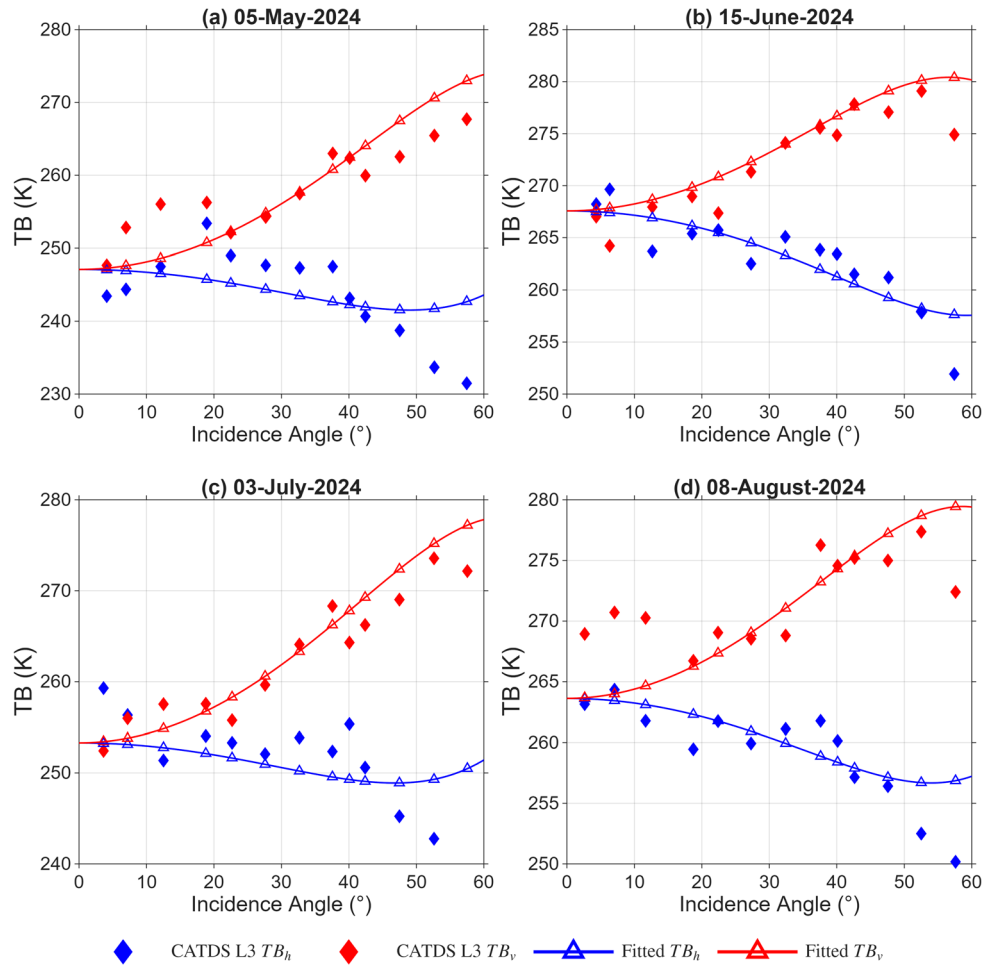 (a) 05-May-2024
280
270
260
250
240
230
TB (K)
0 10 20 30 40 50 60
Incidence Angle (°)
(b) 15-June-2024
285
280
275
270
265
260
255
250
TB (K)
0 10 20 30 40 50 60
Incidence Angle (°)
(c) 03-July-2024
280
270
260
250
240
TB (K)
0 10 20 30 40 50 60
Incidence Angle (°)
(d) 08-August-2024
280
275
270
265
260
255
250
TB (K)
0 10 20 30 40 50 60
Incidence Angle (°)
CATDS L3 TBh CATDS L3 TBv Fitted TBh Fitted TBv